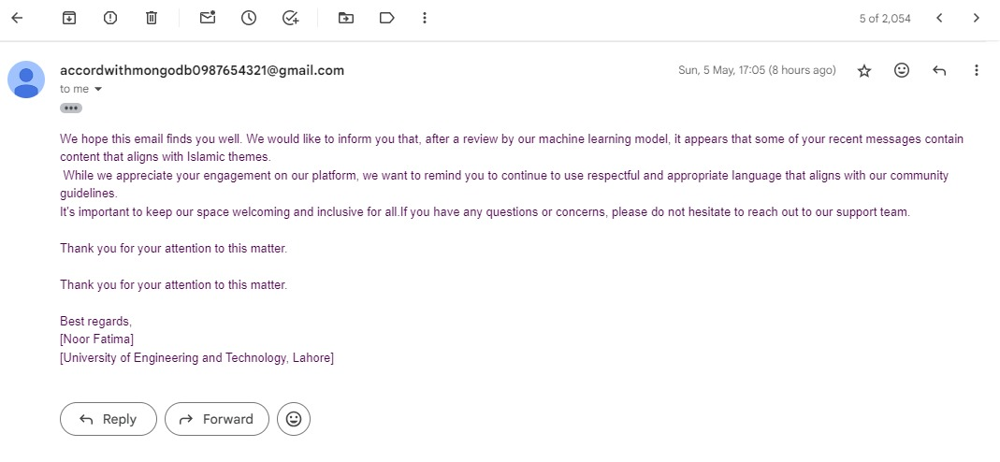 5 of 2,054
accordwithmongodb0987654321@gmail.com
Sun, 5 May, 17:05 (8 hours ago)
to me
We hope this email finds you well. We would like to inform you that, after a review by our machine learning model, it appears that some of your recent messages contain
content that aligns with Islamic themes.
While we appreciate your engagement on our platform, we want to remind you to continue to use respectful and appropriate language that aligns with our community
guidelines.
It's important to keep our space welcoming and inclusive for all.If you have any questions or concerns, please do not hesitate to reach out to our support team.
Thank you for your attention to this matter.
Thank you for your attention to this matter.
Best regards,
[Noor Fatima]
[University of Engineering and Technology, Lahore]
Reply
Forward